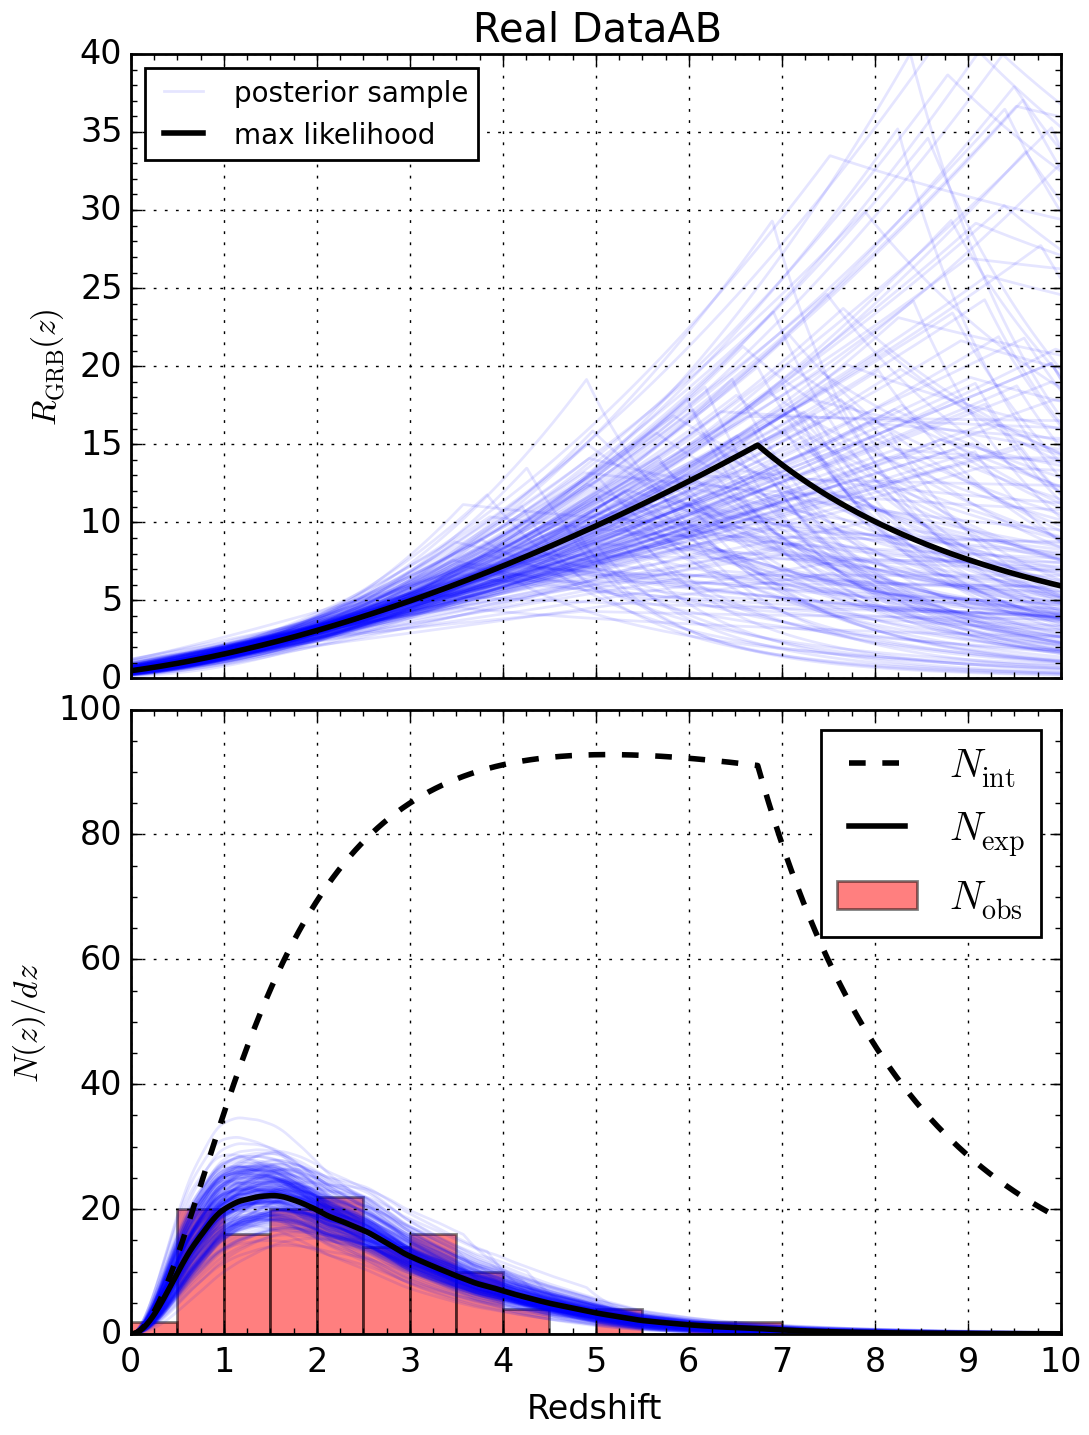 Real DataAB
40
35
30
25
20
15
10
5
0
R_GRB(z)
posterior sample
max likelihood
100
80
60
40
20
0
N(z)/dz
N_int
N_exp
N_obs
0 1 2 3 4 5 6 7 8 9 10
Redshift